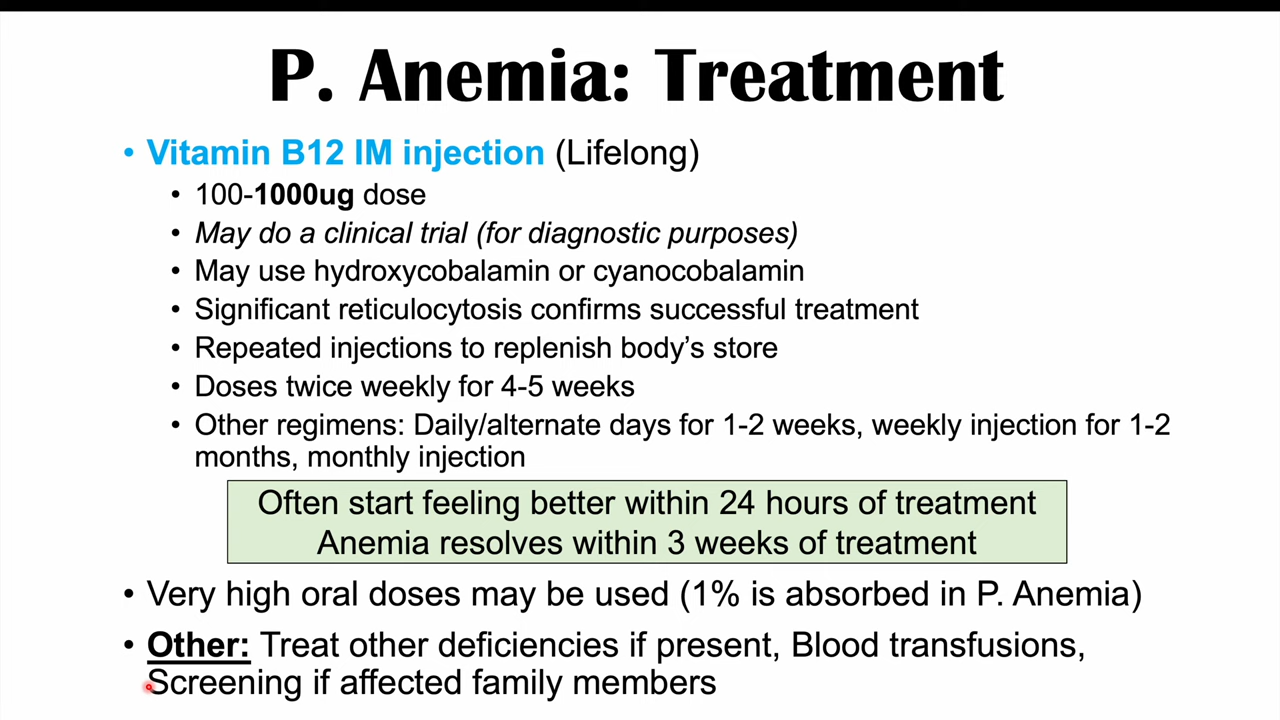 P. Anemia: Treatment
• Vitamin B12 IM injection (Lifelong)
• 100-1000ug dose
• May do a clinical trial (for diagnostic purposes)
• May use hydroxycobalamin or cyanocobalamin
• Significant reticulocytosis confirms successful treatment
• Repeated injections to replenish body’s store
• Doses twice weekly for 4-5 weeks
• Other regimens: Daily/alternate days for 1-2 weeks, weekly injection for 1-2
months, monthly injection
Often start feeling better within 24 hours of treatment
Anemia resolves within 3 weeks of treatment
• Very high oral doses may be used (1% is absorbed in P. Anemia)
• Other: Treat other deficiencies if present, Blood transfusions,
Screening if affected family members